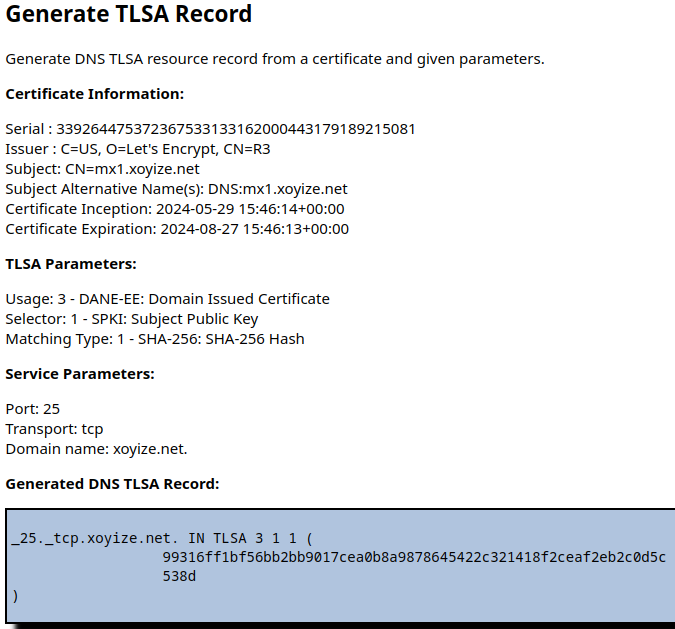 Generate TLSA Record
Generate DNS TLSA resource record from a certificate and given parameters.
Certificate Information:
Serial : 339264475372367533133162000443179189215081
Issuer : C=US, O=Let's Encrypt, CN=R3
Subject: CN=mx1.xoyize.net
Subject Alternative Name(s): DNS:mx1.xoyize.net
Certificate Inception: 2024-05-29 15:46:14+00:00
Certificate Expiration: 2024-08-27 15:46:13+00:00
TLSA Parameters:
Usage: 3 - DANE-EE: Domain Issued Certificate
Selector: 1 - SPKI: Subject Public Key
Matching Type: 1 - SHA-256: SHA-256 Hash
Service Parameters:
Port: 25
Transport: tcp
Domain name: xoyize.net.
Generated DNS TLSA Record:
_25._tcp.xoyize.net. IN TLSA 3 1 1 (
99316ff1bf56bb2bb9017cea0b8a9878645422c321418f2ceaf2eb2c0d5c
538d
)